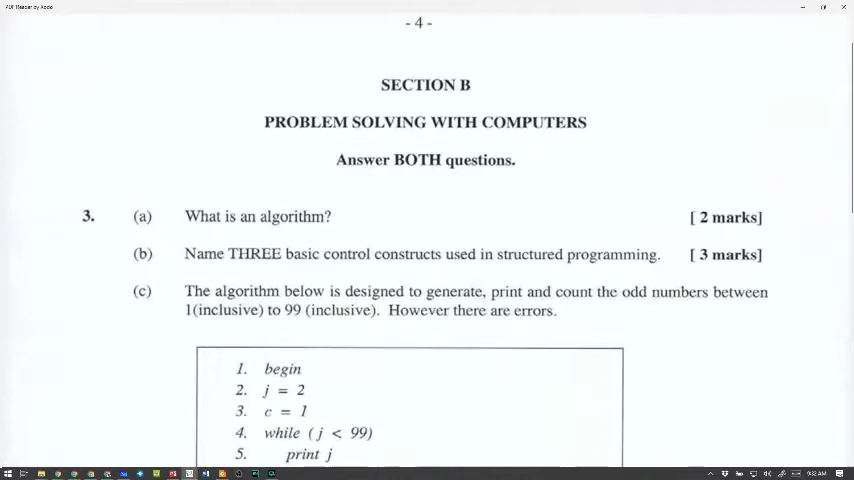 PDF Reader by Xodo
- 4 -
SECTION B
PROBLEM SOLVING WITH COMPUTERS
Answer BOTH questions.
3. (a) What is an algorithm? [ 2 marks]
(b) Name THREE basic control constructs used in structured programming. [ 3 marks]
(c) The algorithm below is designed to generate, print and count the odd numbers between
1(inclusive) to 99 (inclusive). However there are errors.
1. begin
2. j = 2
3. c = 1
4. while ( j < 99)
5. print j
9:32 AM